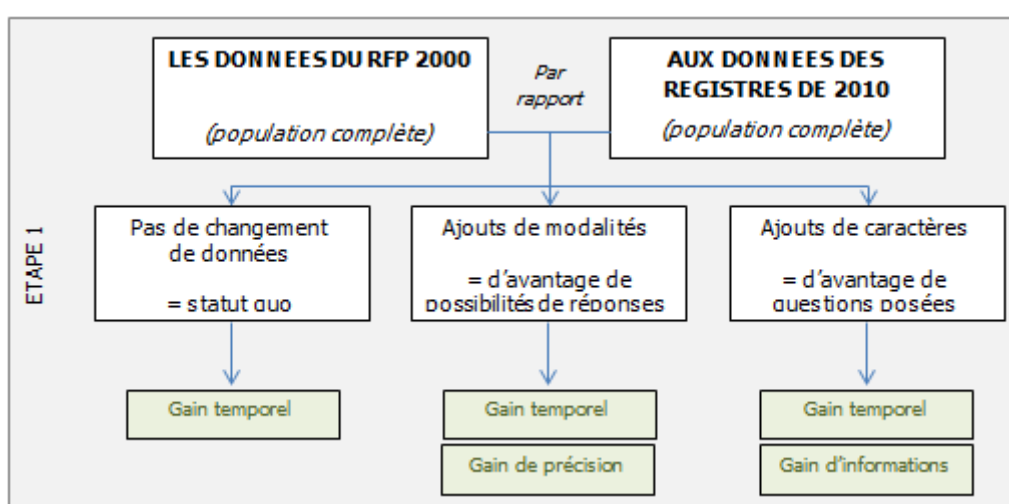 LES DONNEES DU RFP 2000
(population complète)
Par
rapport
AUX DONNEES DES
REGISTRES DE 2010
(population complète)
ETAPE 1
Pas de changement
de données
= statut quo
Ajouts de modalités
= d'avantage de
possibilités de réponses
Ajouts de caractères
= d'avantage de
questions posées
Gain temporel
Gain temporel
Gain de précision
Gain temporel
Gain d'informations